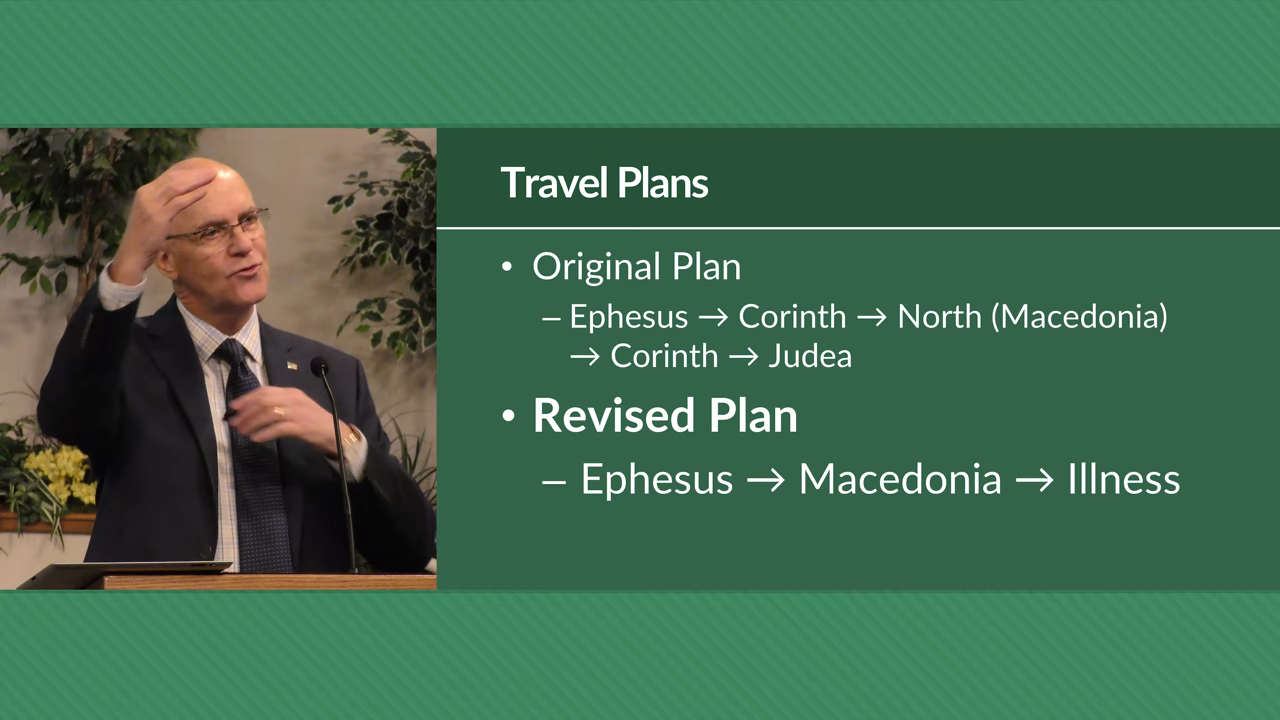 Travel Plans
• Original Plan
– Ephesus → Corinth → North (Macedonia)
→ Corinth → Judea
• Revised Plan
– Ephesus → Macedonia → Illness